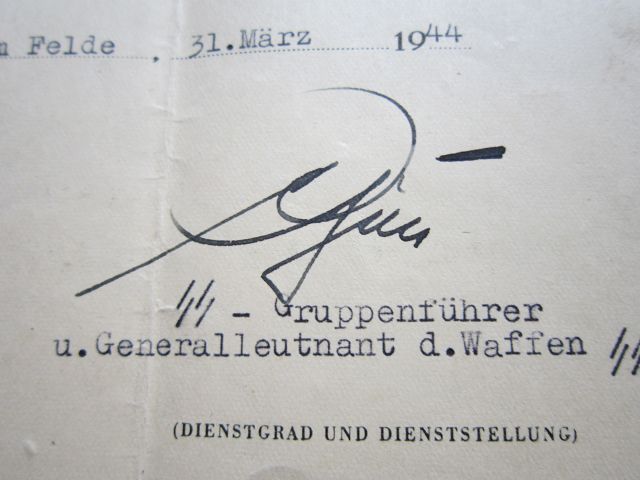 Felde, 31. März 1944
ᛋᛋ - Gruppenführer
u. Generalleutnant d. Waffen ᛋᛋ
(DIENSTGRAD UND DIENSTSTELLUNG)